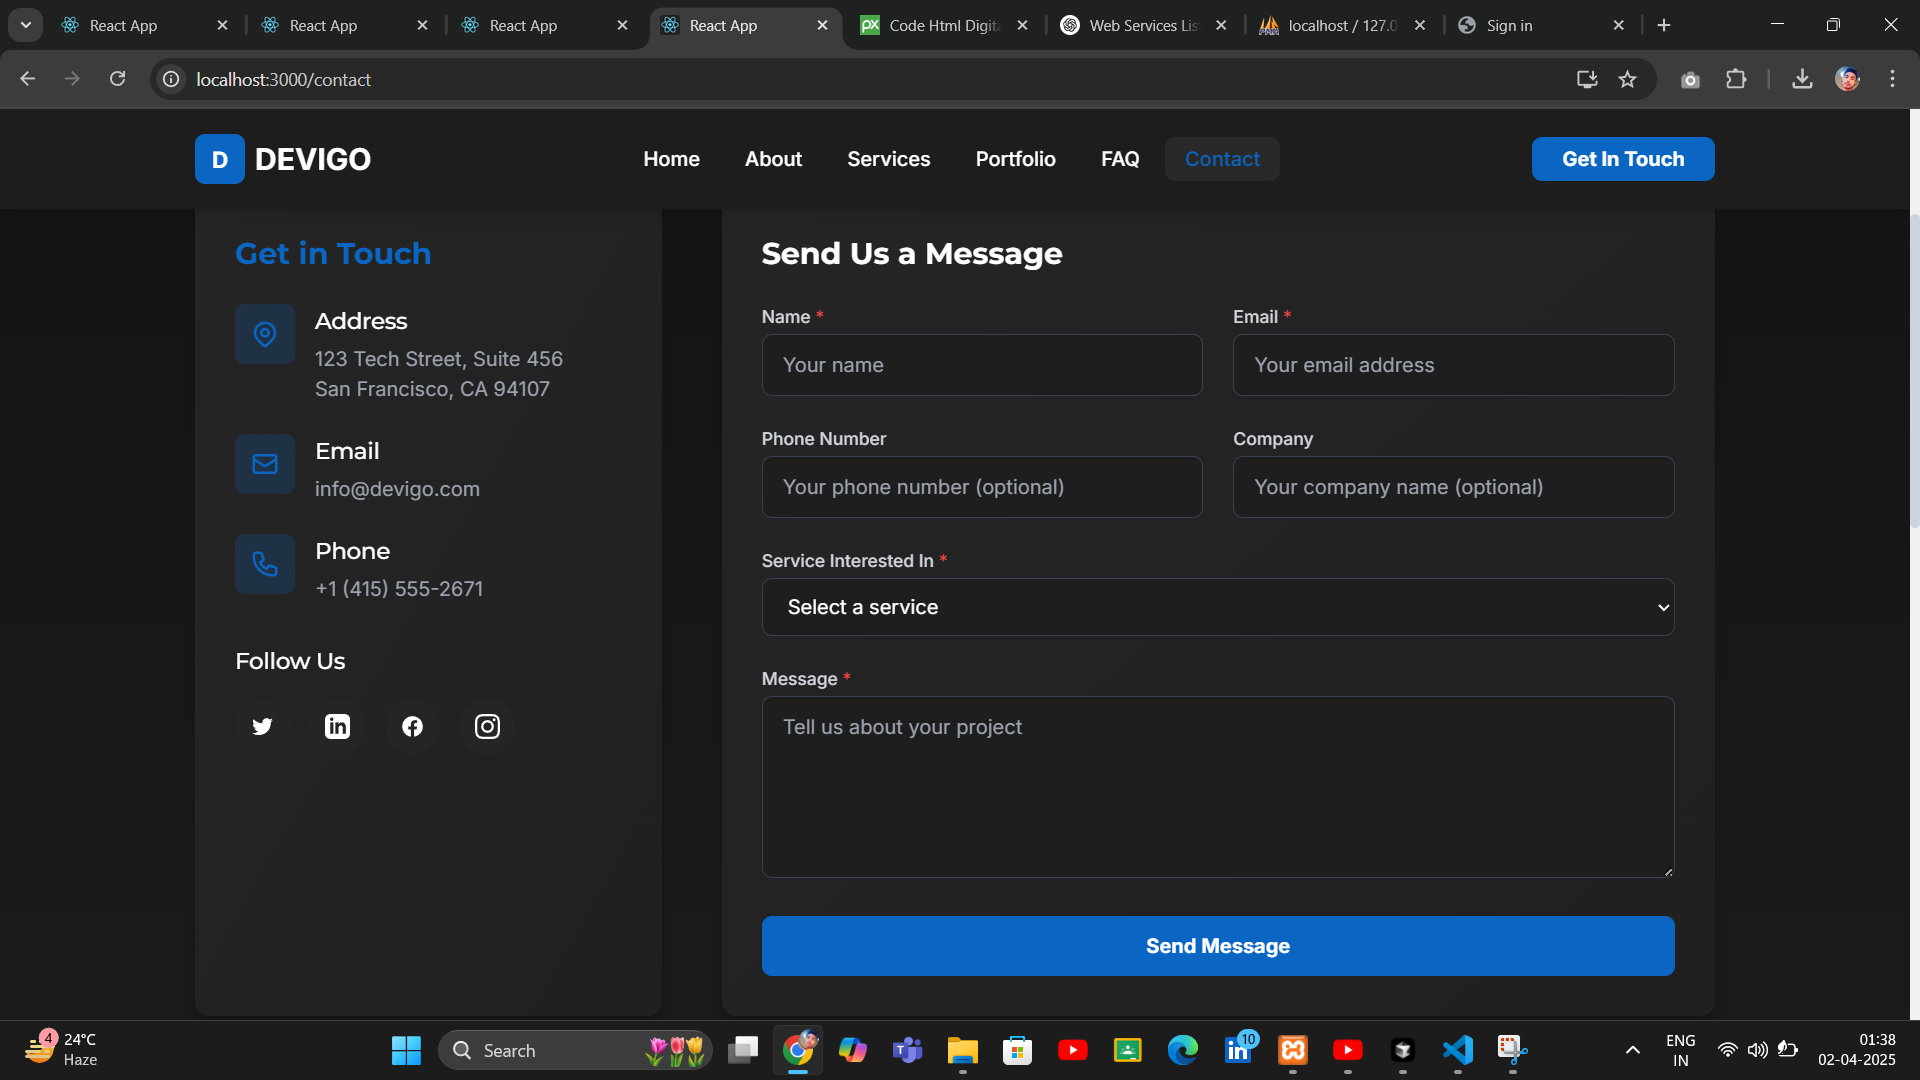 React App
React App
React App
React App
Code Html Digita
Web Services Lis
localhost / 127.0
Sign in
localhost:3000/contact
D DEVIGO
Home About Services Portfolio FAQ Contact
Get In Touch
Get in Touch
Address
123 Tech Street, Suite 456
San Francisco, CA 94107
Email
info@devigo.com
Phone
+1 (415) 555-2671
Follow Us
Send Us a Message
Name * Email *
Your name Your email address
Phone Number Company
Your phone number (optional) Your company name (optional)
Service Interested In *
Select a service
Message *
Tell us about your project
Send Message
4 24°C
Haze
Search
10
ENG
IN
01:38
02-04-2025